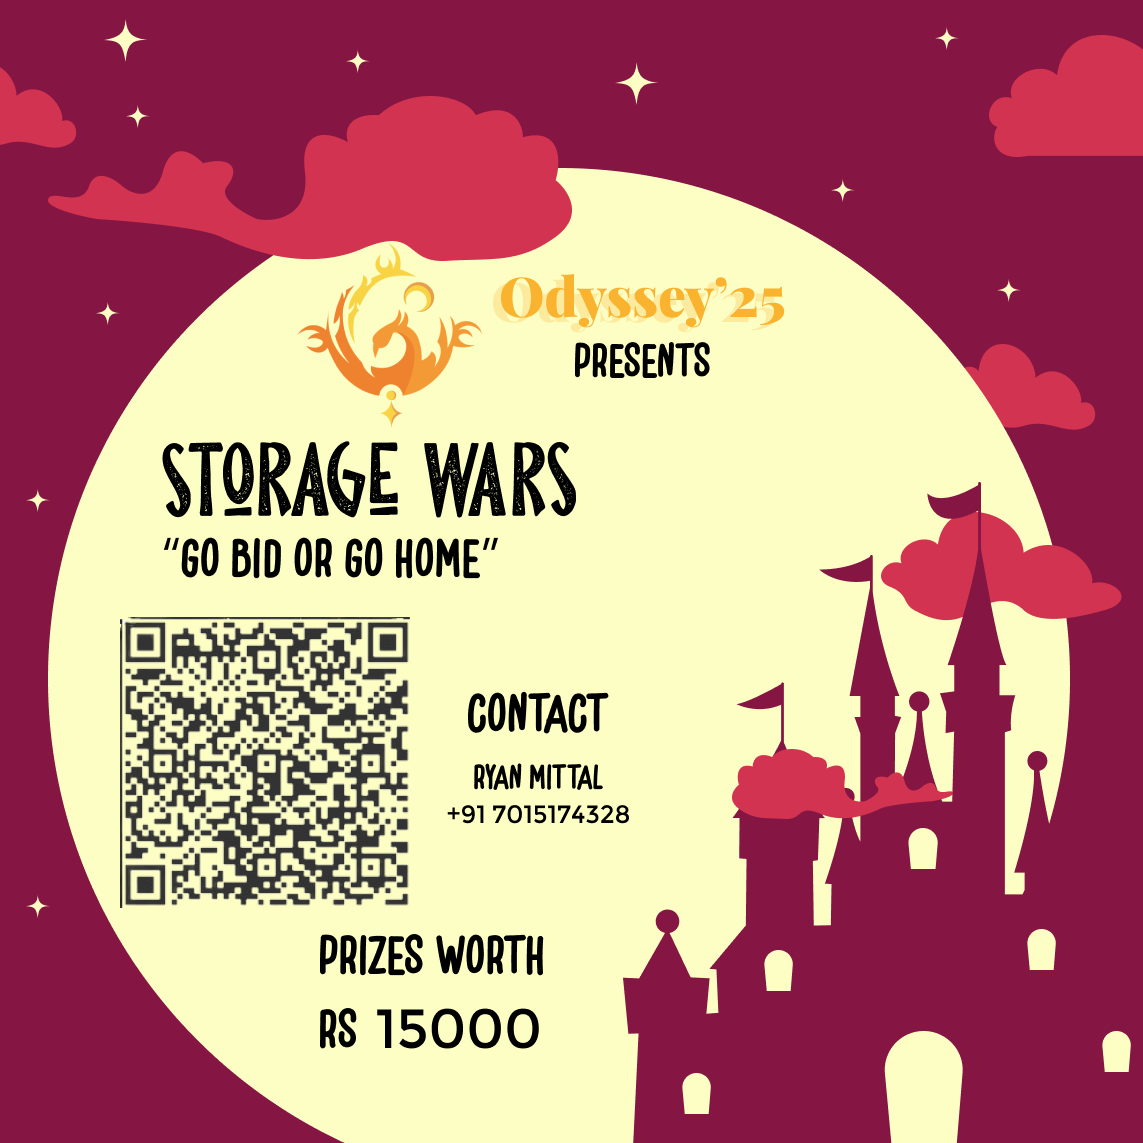 Odyssey'25
PRESENTS
STORAGE WARS
"GO BID OR GO HOME"
CONTACT
RYAN MITTAL
+91 7015174328
PRIZES WORTH
RS 15000